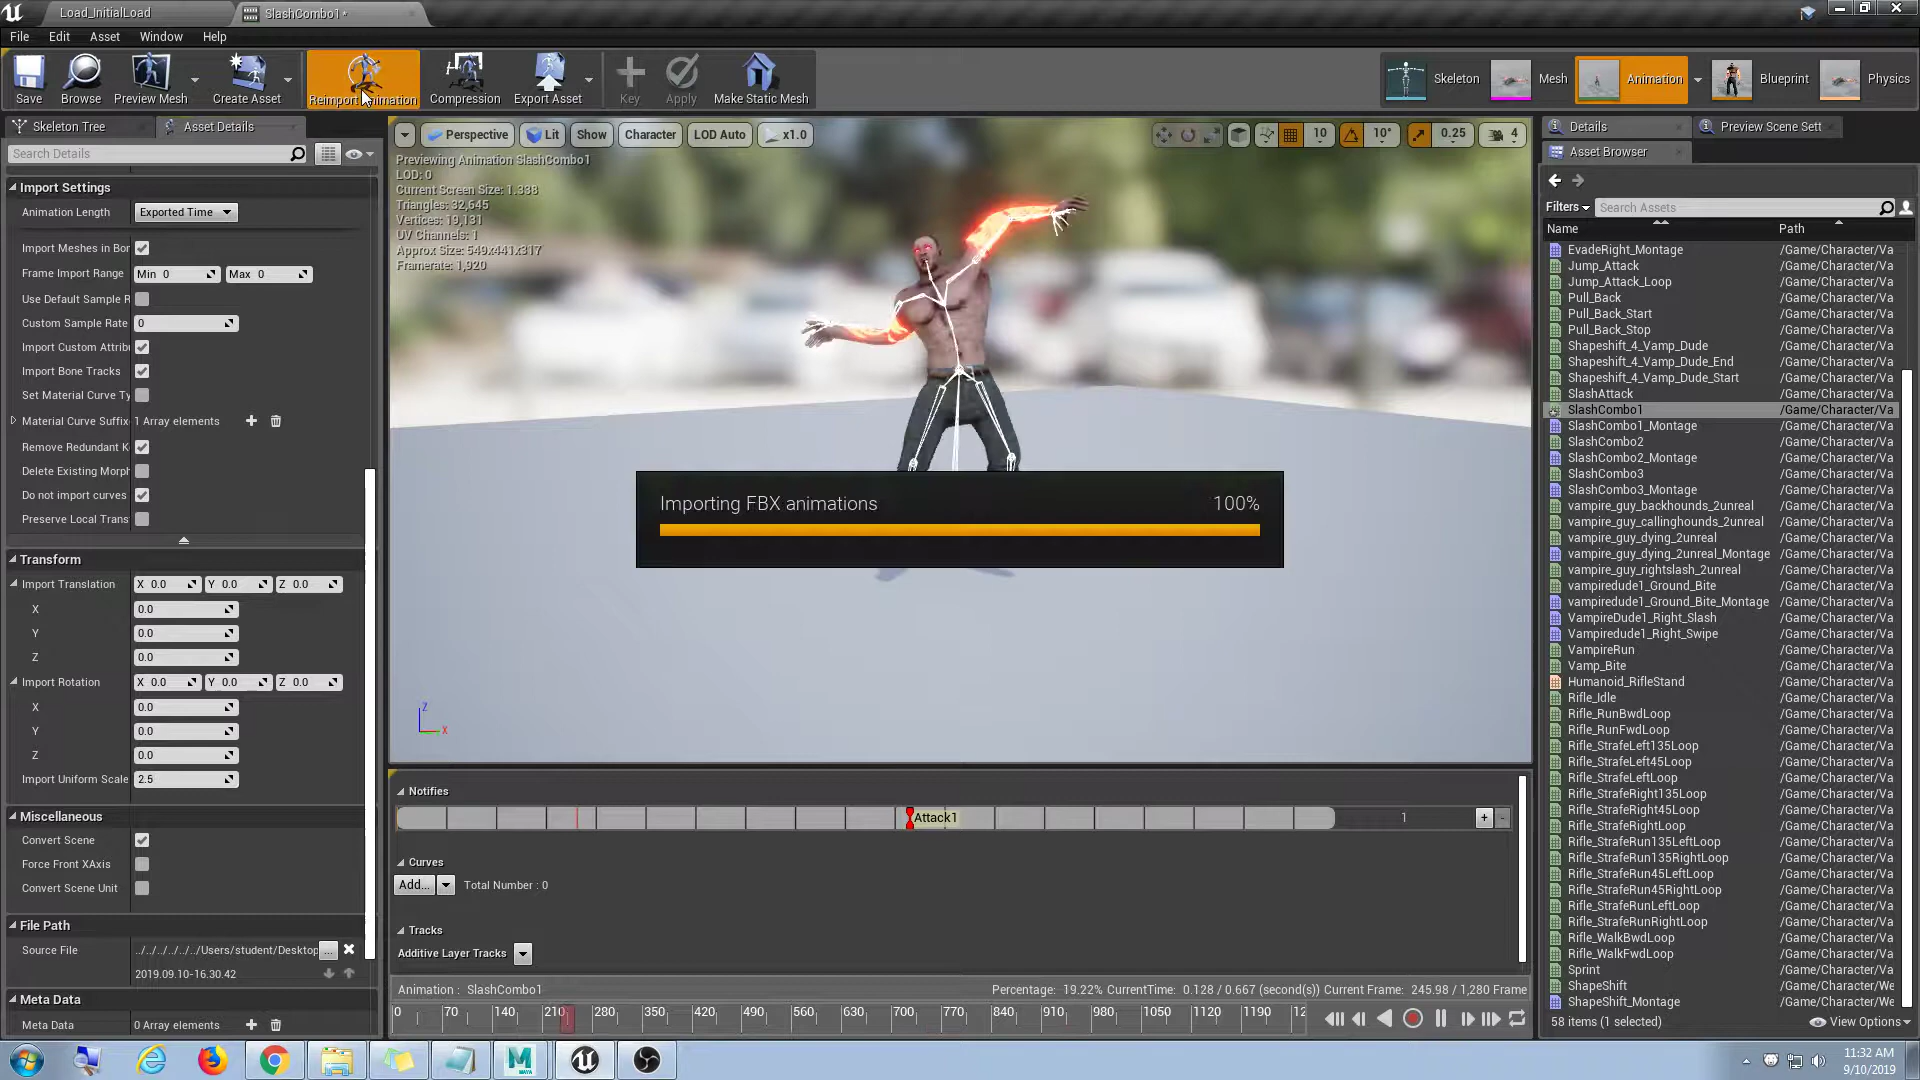 Load_InitialLoad
SlashCombo1*
File Edit Asset Window Help
Save Browse Preview Mesh Create Asset Reimport Animation Compression Export Asset Key Apply Make Static Mesh
Skeleton Mesh Animation Blueprint Physics
Skeleton Tree Asset Details
Search Details
Import Settings
Animation Length Exported Time
Import Meshes in Bor
Frame Import Range Min 0 Max 0
Use Default Sample R
Custom Sample Rate 0
Import Custom Attrib
Import Bone Tracks
Set Material Curve Ty
Material Curve Suffix 1 Array elements
Remove Redundant K
Delete Existing Morph
Do not import curves
Preserve Local Trans
Transform
Import Translation X 0.0 Y 0.0 Z 0.0
X 0.0
Y 0.0
Z 0.0
Import Rotation X 0.0 Y 0.0 Z 0.0
X 0.0
Y 0.0
Z 0.0
Import Uniform Scale 2.5
Miscellaneous
Convert Scene
Force Front XAxis
Convert Scene Unit
File Path
Source File ../../../../../../Users/student/Desktop ...
2019.09.10-16.30.42
Meta Data
Meta Data 0 Array elements
Perspective Lit Show Character LOD Auto x1.0
10 10° 0.25 4
Previewing Animation SlashCombo1
LOD: 0
Current Screen Size: 1.338
Triangles: 32,645
Vertices: 19,131
UV Channels: 1
Approx Size: 549x441x317
Framerate: 1,920
Importing FBX animations 100%
Z
X
Notifies
Attack1 1 + -
Curves
Add... Total Number : 0
Tracks
Additive Layer Tracks
Animation : SlashCombo1 Percentage: 19.22% CurrentTime: 0.128 / 0.667 (second(s)) Current Frame: 245.98 / 1,280 Frame
0 70 140 210 280 350 420 490 560 630 700 770 840 910 980 1050 1120 1190 12
Details Preview Scene Sett
Asset Browser
Filters Search Assets
Name Path
EvadeRight_Montage /Game/Character/Va
Jump_Attack /Game/Character/Va
Jump_Attack_Loop /Game/Character/Va
Pull_Back /Game/Character/Va
Pull_Back_Start /Game/Character/Va
Pull_Back_Stop /Game/Character/Va
Shapeshift_4_Vamp_Dude /Game/Character/Va
Shapeshift_4_Vamp_Dude_End /Game/Character/Va
Shapeshift_4_Vamp_Dude_Start /Game/Character/Va
SlashAttack /Game/Character/Va
SlashCombo1 /Game/Character/Va
SlashCombo1_Montage /Game/Character/Va
SlashCombo2 /Game/Character/Va
SlashCombo2_Montage /Game/Character/Va
SlashCombo3 /Game/Character/Va
SlashCombo3_Montage /Game/Character/Va
vampire_guy_backhounds_2unreal /Game/Character/Va
vampire_guy_callinghounds_2unreal /Game/Character/Va
vampire_guy_dying_2unreal /Game/Character/Va
vampire_guy_dying_2unreal_Montage /Game/Character/Va
vampire_guy_rightslash_2unreal /Game/Character/Va
vampiredude1_Ground_Bite /Game/Character/Va
vampiredude1_Ground_Bite_Montage /Game/Character/Va
VampireDude1_Right_Slash /Game/Character/Va
Vampiredude1_Right_Swipe /Game/Character/Va
VampireRun /Game/Character/Va
Vamp_Bite /Game/Character/Va
Humanoid_RifleStand /Game/Character/Va
Rifle_Idle /Game/Character/Va
Rifle_RunBwdLoop /Game/Character/Va
Rifle_RunFwdLoop /Game/Character/Va
Rifle_StrafeLeft135Loop /Game/Character/Va
Rifle_StrafeLeft45Loop /Game/Character/Va
Rifle_StrafeLeftLoop /Game/Character/Va
Rifle_StrafeRight135Loop /Game/Character/Va
Rifle_StrafeRight45Loop /Game/Character/Va
Rifle_StrafeRightLoop /Game/Character/Va
Rifle_StrafeRun135LeftLoop /Game/Character/Va
Rifle_StrafeRun135RightLoop /Game/Character/Va
Rifle_StrafeRun45LeftLoop /Game/Character/Va
Rifle_StrafeRun45RightLoop /Game/Character/Va
Rifle_StrafeRunLeftLoop /Game/Character/Va
Rifle_StrafeRunRightLoop /Game/Character/Va
Rifle_WalkBwdLoop /Game/Character/Va
Rifle_WalkFwdLoop /Game/Character/Va
Sprint /Game/Character/Va
ShapeShift /Game/Character/We
ShapeShift_Montage /Game/Character/We
58 items (1 selected) View Options
11:32 AM
9/10/2019